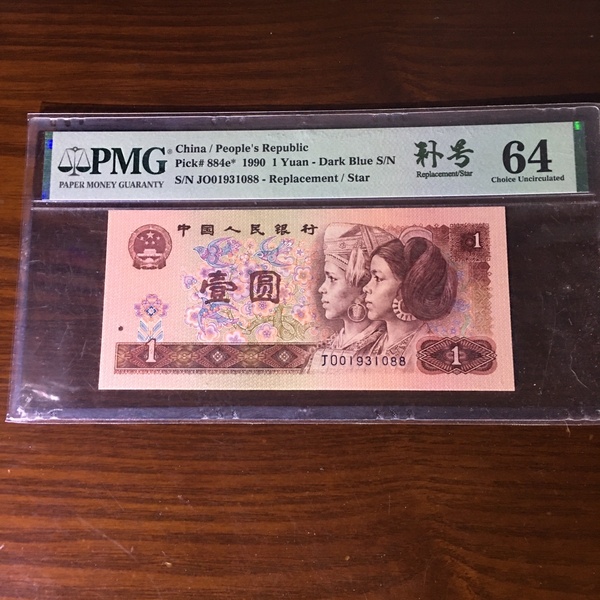 PMG
PAPER MONEY GUARANTY
China / People's Republic
Pick# 884e* 1990 1 Yuan - Dark Blue S/N
S/N JO01931088 - Replacement / Star
补号
Replacement/Star
64
Choice Uncirculated
中国人民银行
1
壹圆
1
JO01931088
1